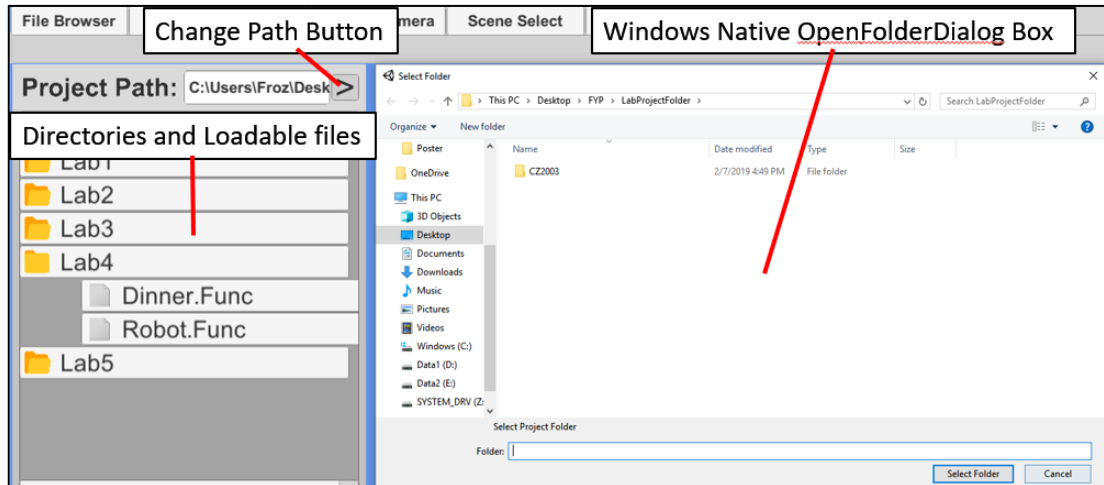 File Browser
Change Path Button
mera
Scene Select
Windows Native OpenFolderDialog Box
Project Path:
C:\Users\Froz\Desk
>
Directories and Loadable files
Lab1
Lab2
Lab3
Lab4
Dinner.Func
Robot.Func
Lab5
Select Folder
This PC > Desktop > FYP > LabProjectFolder >
Search LabProjectFolder
Organize
New folder
Name
Date modified
Type
Size
CZ2003
2/7/2019 4:49 PM
File folder
Poster
OneDrive
This PC
3D Objects
Desktop
Documents
Downloads
Music
Pictures
Videos
Windows (C:)
Data1 (D:)
Data2 (E:)
SYSTEM_DRV (Z:
Select Project Folder
Folder:
Select Folder
Cancel